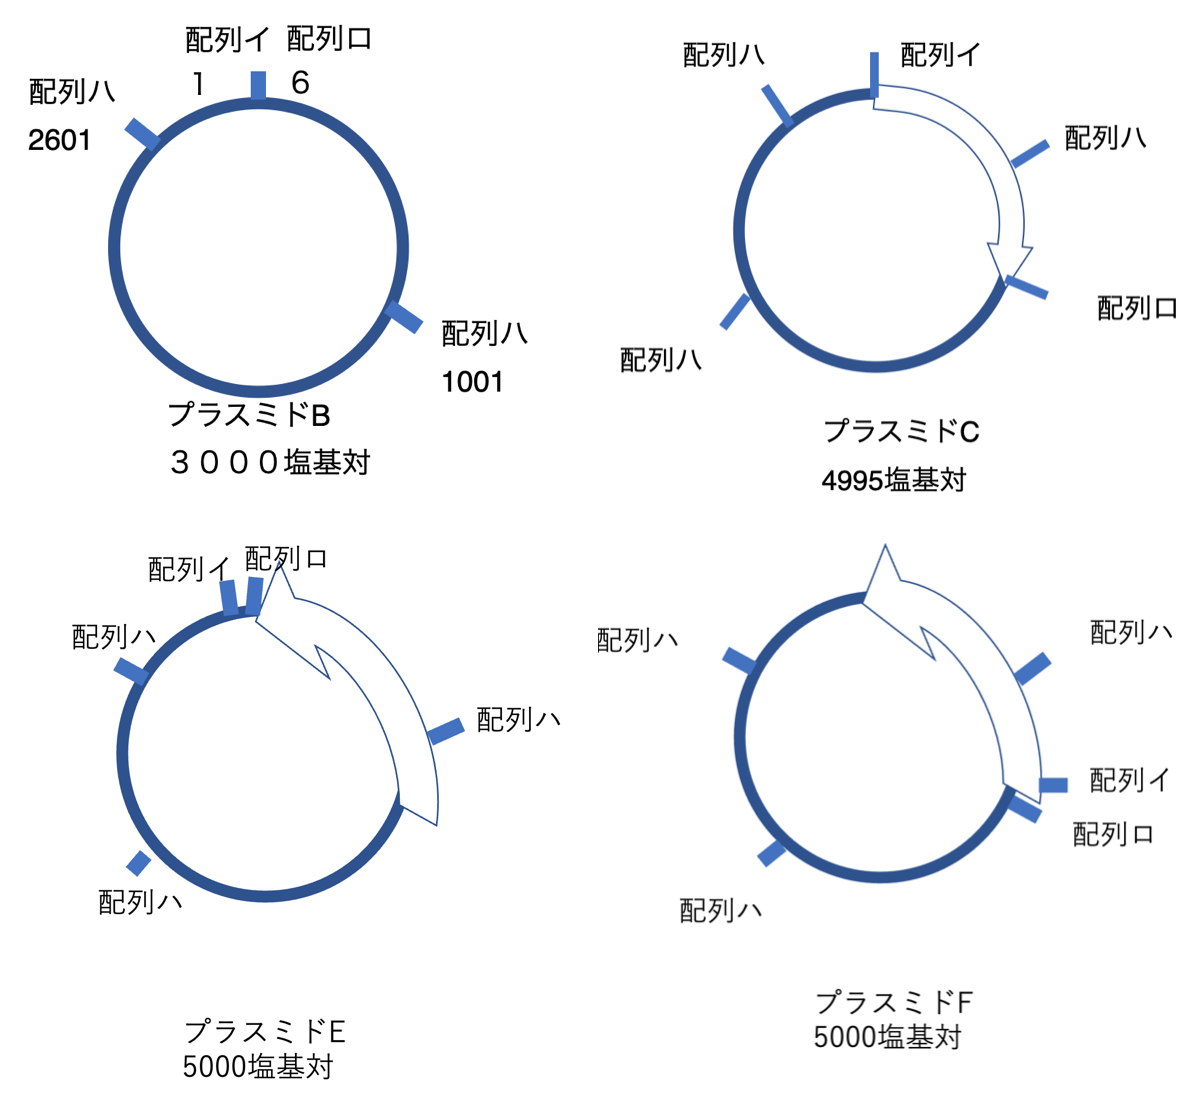 配列イ 配列ロ
1 6
配列ハ
2601
配列ハ
1001
プラスミドB
３０００塩基対
配列ハ
配列イ
配列ハ
配列ロ
配列ハ
プラスミドC
4995塩基対
配列イ 配列ロ
配列ハ
配列ハ
配列ハ
プラスミドE
5000塩基対
配列ハ
配列ハ
配列イ
配列ロ
配列ハ
プラスミドF
5000塩基対